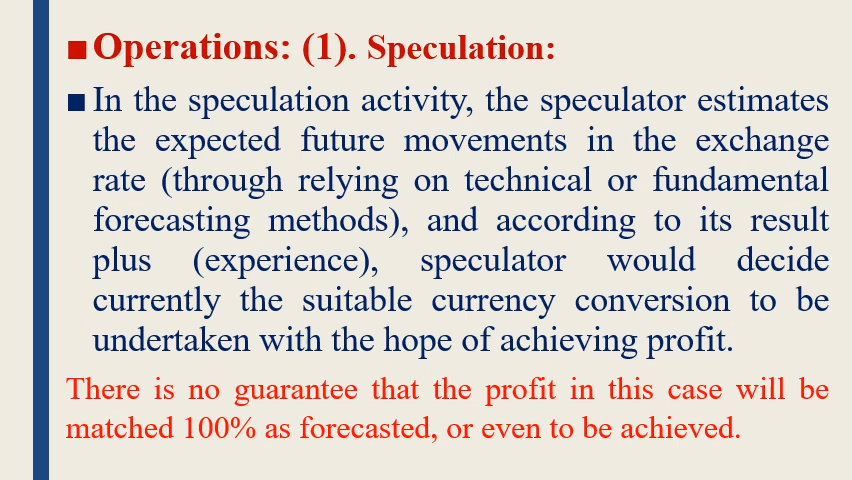 Operations: (1). Speculation:
In the speculation activity, the speculator estimates
the expected future movements in the exchange
rate (through relying on technical or fundamental
forecasting methods), and according to its result
plus (experience), speculator would decide
currently the suitable currency conversion to be
undertaken with the hope of achieving profit.
There is no guarantee that the profit in this case will be
matched 100% as forecasted, or even to be achieved.